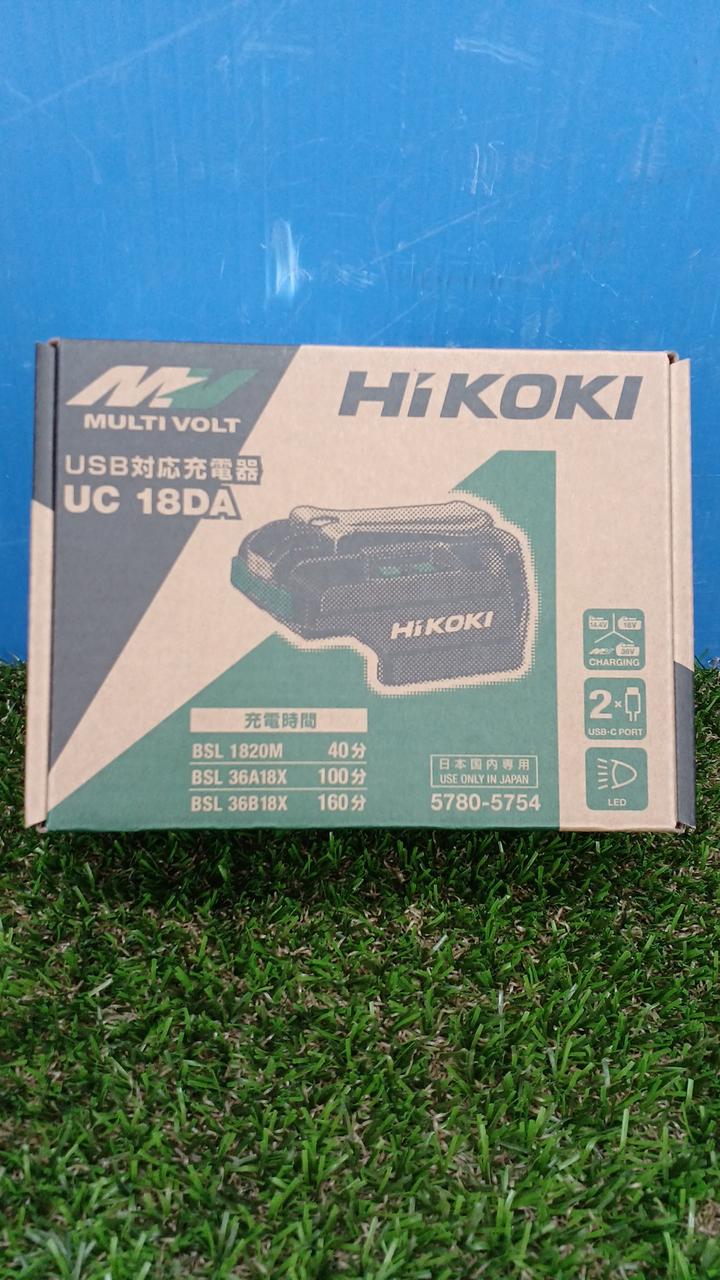 MV
MULTI VOLT
HiKOKI
USB対応充電器
UC 18DA
HiKOKI
充電時間
BSL 1820M 40分
BSL 36A18X 100分
BSL 36B18X 160分
日本国内専用
USE ONLY IN JAPAN
5780-5754
14.4V 18V
MV 36V
CHARGING
2×
USB-C PORT
LED